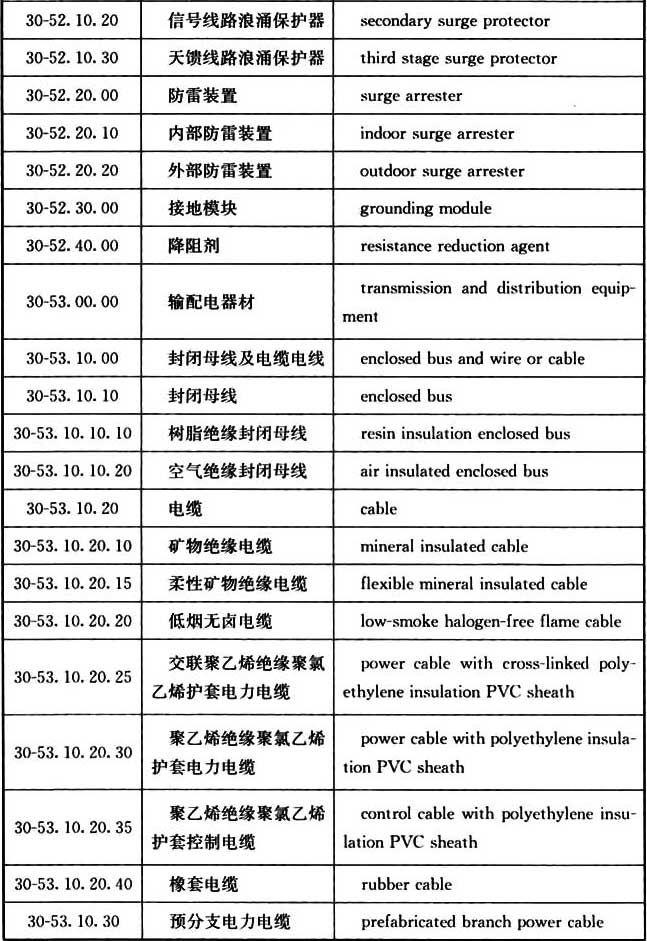 30-52. 10. 20 信号线路浪涌保护器 secondary surge protector
30-52. 10. 30 天馈线路浪涌保护器 third stage surge protector
30-52. 20. 00 防雷装置 surge arrester
30-52. 20. 10 内部防雷装置 indoor surge arrester
30-52. 20. 20 外部防雷装置 outdoor surge arrester
30-52. 30. 00 接地模块 grounding module
30-52. 40. 00 降阻剂 resistance reduction agent
30-53. 00. 00 输配电器材 transmission and distribution equip-
ment
30-53. 10. 00 封闭母线及电缆电线 enclosed bus and wire or cable
30-53. 10. 10 封闭母线 enclosed bus
30-53. 10. 10. 10 树脂绝缘封闭母线 resin insulation enclosed bus
30-53. 10. 10. 20 空气绝缘封闭母线 air insulated enclosed bus
30-53. 10. 20 电缆 cable
30-53. 10. 20. 10 矿物绝缘电缆 mineral insulated cable
30-53. 10. 20. 15 柔性矿物绝缘电缆 flexible mineral insulated cable
30-53. 10. 20. 20 低烟无卤电缆 low-smoke halogen-free flame cable
30-53. 10. 20. 25 交联聚乙烯绝缘聚氯 power cable with cross-linked poly-
乙烯护套电力电缆 ethylene insulation PVC sheath
30-53. 10. 20. 30 聚乙烯绝缘聚氯乙烯 power cable with polyethylene insula-
护套电力电缆 tion PVC sheath
30-53. 10. 20. 35 聚乙烯绝缘聚氯乙烯 control cable with polyethylene insu-
护套控制电缆 lation PVC sheath
30-53. 10. 20. 40 橡套电缆 rubber cable
30-53. 10. 30 预分支电力电缆 prefabricated branch power cable